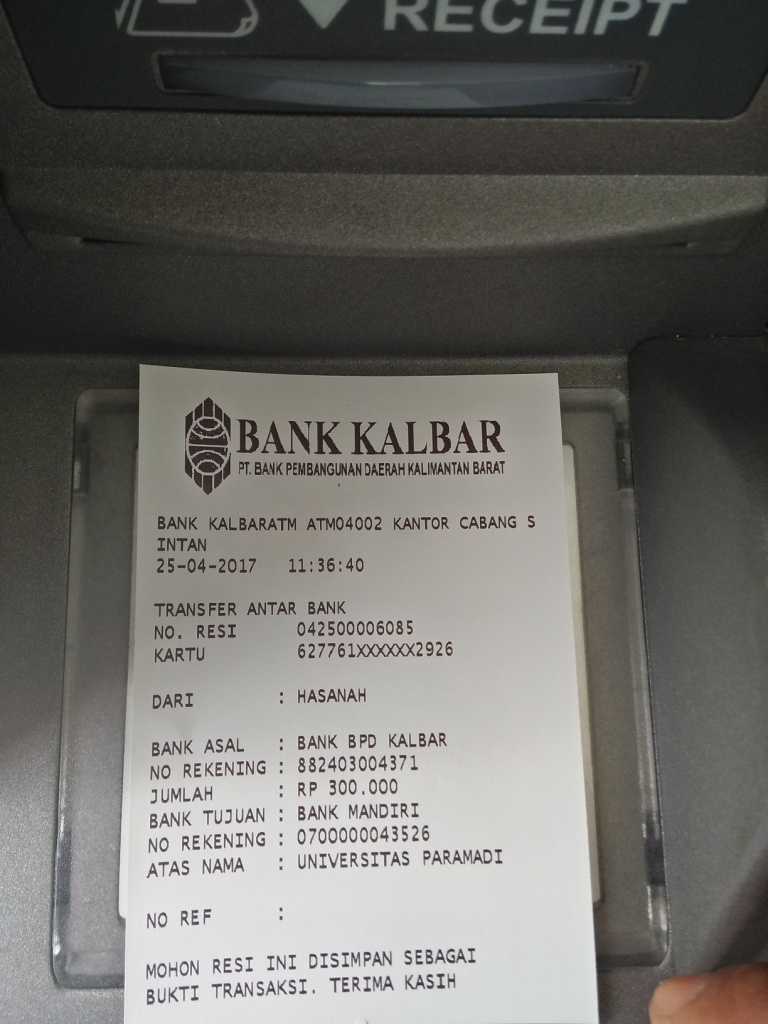 RECEIPT
BANK KALBAR
PT. BANK PEMBANGUNAN DAERAH KALIMANTAN BARAT
BANK KALBARATM ATM04002 KANTOR CABANG S
INTAN
25-04-2017 11:36:40
TRANSFER ANTAR BANK
NO. RESI 042500006085
KARTU 627761XXXXXX2926
DARI : HASANAH
BANK ASAL : BANK BPD KALBAR
NO REKENING : 882403004371
JUMLAH : RP 300.000
BANK TUJUAN : BANK MANDIRI
NO REKENING : 0700000043526
ATAS NAMA : UNIVERSITAS PARAMADI
NO REF :
MOHON RESI INI DISIMPAN SEBAGAI
BUKTI TRANSAKSI. TERIMA KASIH